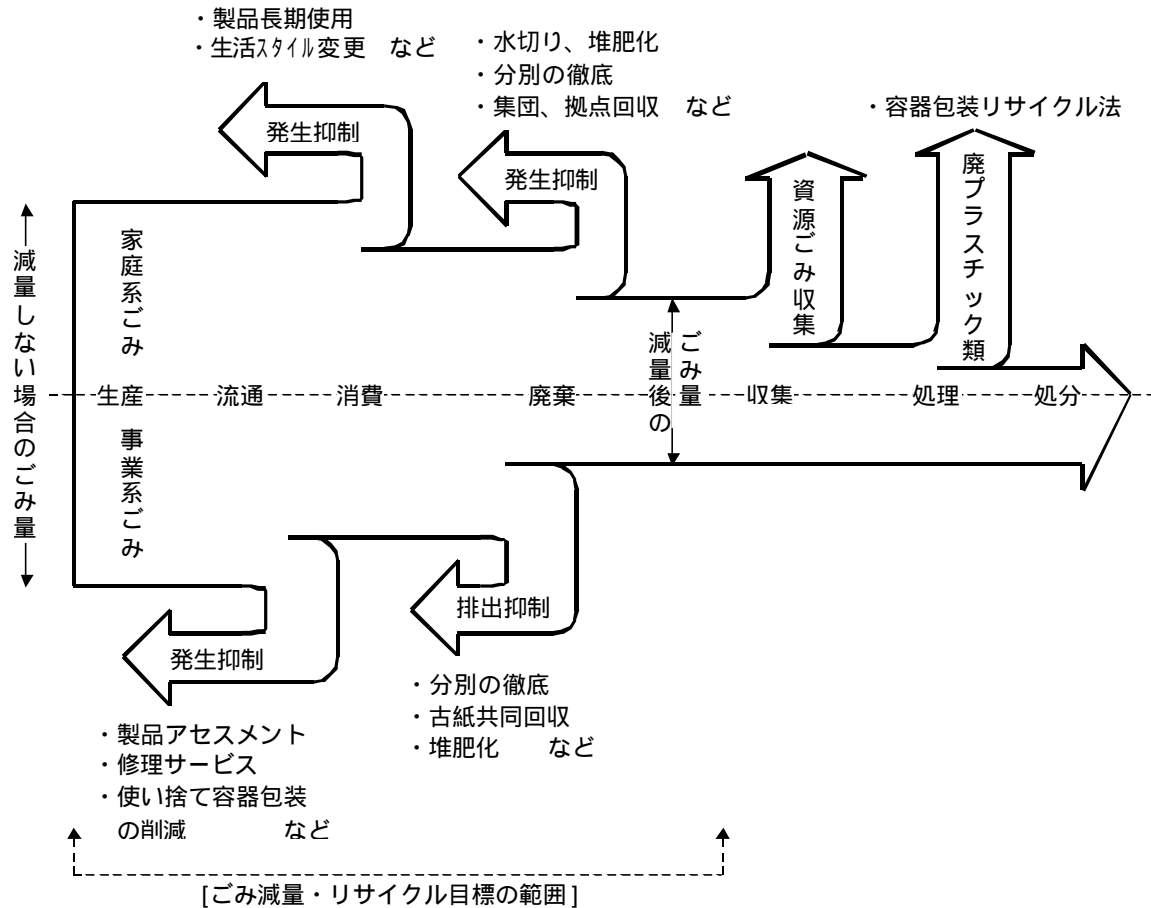 ・製品長期使用
・生活ｽﾀｲﾙ変更　など
・水切り、堆肥化
・分別の徹底
・集団、拠点回収　など
・容器包装リサイクル法
発生抑制
発生抑制
資源ごみ収集
廃プラスチック類
減量しない場合のごみ量
家庭系ごみ
減量後の
ごみ量
生産
流通
消費
廃棄
収集
処理
処分
事業系ごみ
発生抑制
排出抑制
・製品アセスメント
・修理サービス
・使い捨て容器包装
の削減　　　　など
・分別の徹底
・古紙共同回収
・堆肥化　　など
[ごみ減量・リサイクル目標の範囲]